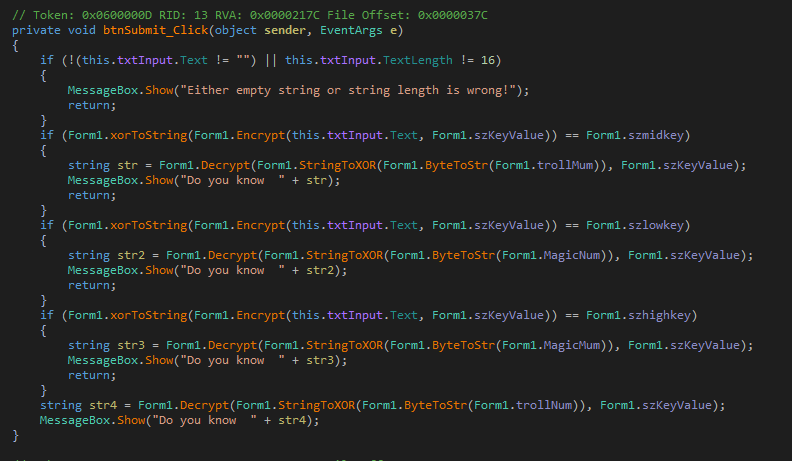 // Token: 0x0600000D RID: 13 RVA: 0x0000217C File Offset: 0x0000037C
private void btnSubmit_Click(object sender, EventArgs e)
{
if (!(this.txtInput.Text != "") || this.txtInput.TextLength != 16)
{
MessageBox.Show("Either empty string or string length is wrong!");
return;
}
if (Form1.xorToString(Form1.Encrypt(this.txtInput.Text, Form1.szKeyValue)) == Form1.szmidkey)
{
string str = Form1.Decrypt(Form1.StringToXOR(Form1.ByteToStr(Form1.trollMum)), Form1.szKeyValue);
MessageBox.Show("Do you know  " + str);
return;
}
if (Form1.xorToString(Form1.Encrypt(this.txtInput.Text, Form1.szKeyValue)) == Form1.szlowkey)
{
string str2 = Form1.Decrypt(Form1.StringToXOR(Form1.ByteToStr(Form1.MagicNum)), Form1.szKeyValue);
MessageBox.Show("Do you know  " + str2);
return;
}
if (Form1.xorToString(Form1.Encrypt(this.txtInput.Text, Form1.szKeyValue)) == Form1.szhighkey)
{
string str3 = Form1.Decrypt(Form1.StringToXOR(Form1.ByteToStr(Form1.MagicMum)), Form1.szKeyValue);
MessageBox.Show("Do you know  " + str3);
return;
}
string str4 = Form1.Decrypt(Form1.StringToXOR(Form1.ByteToStr(Form1.trollNum)), Form1.szKeyValue);
MessageBox.Show("Do you know  " + str4);
}